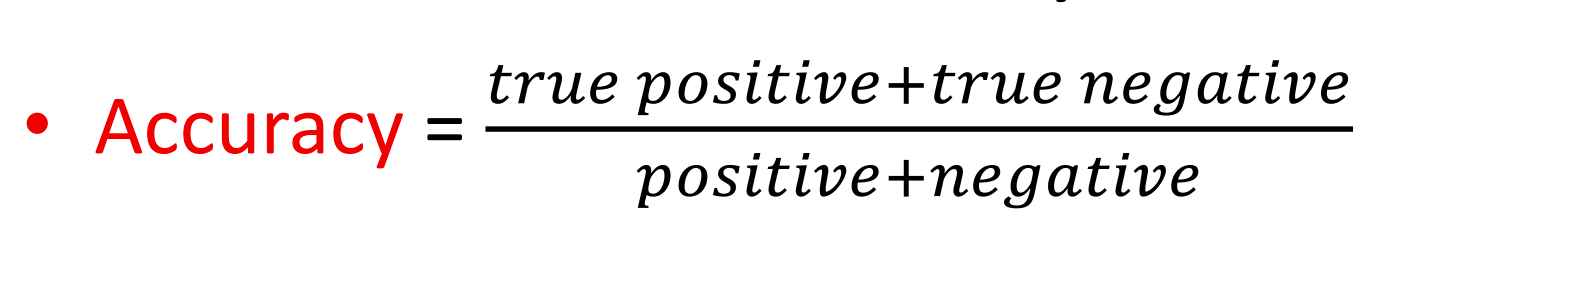 • Accuracy = true positive+true negative
positive+negative